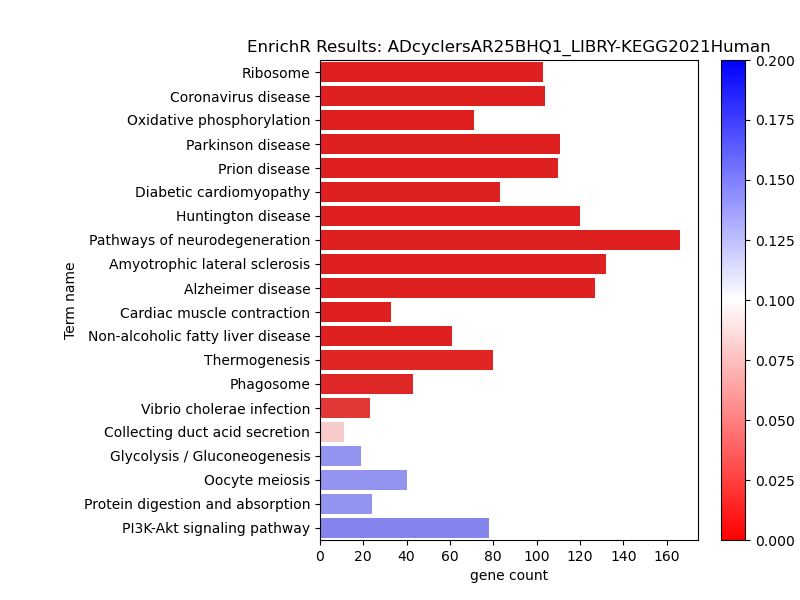 EnrichR Results: ADcyclersAR25BHQ1_LIBRY-KEGG2021Human
Term name
Ribosome
Coronavirus disease
Oxidative phosphorylation
Parkinson disease
Prion disease
Diabetic cardiomyopathy
Huntington disease
Pathways of neurodegeneration
Amyotrophic lateral sclerosis
Alzheimer disease
Cardiac muscle contraction
Non-alcoholic fatty liver disease
Thermogenesis
Phagosome
Vibrio cholerae infection
Collecting duct acid secretion
Glycolysis / Gluconeogenesis
Oocyte meiosis
Protein digestion and absorption
PI3K-Akt signaling pathway
0 20 40 60 80 100 120 140 160
gene count
0.200
0.175
0.150
0.125
0.100
0.075
0.050
0.025
0.000